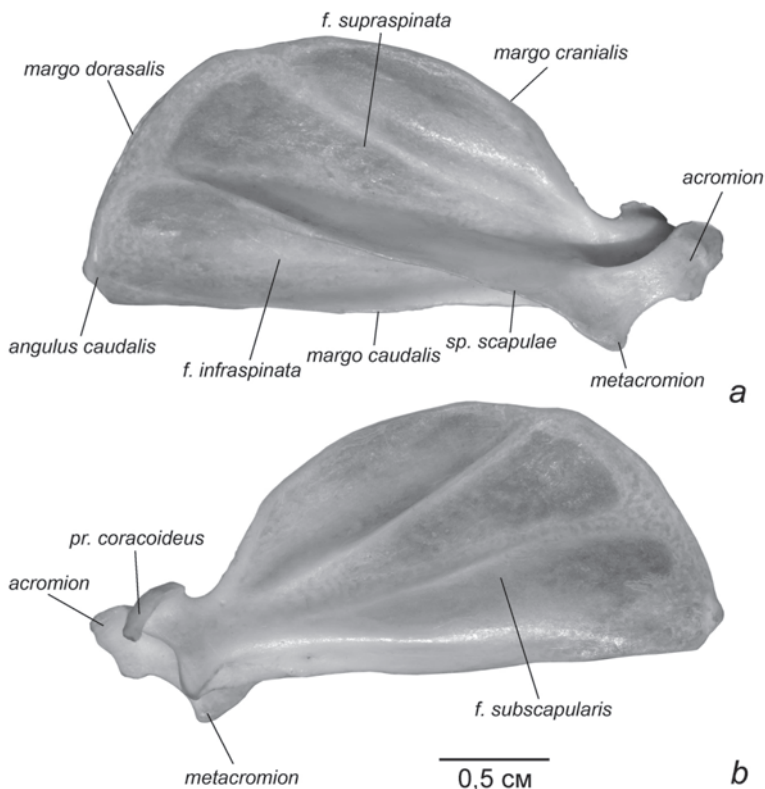 f. supraspinata
margo cranialis
margo dorasalis
acromion
angulus caudalis
f. infraspinata
margo caudalis
sp. scapulae
metacromion
a
pr. coracoideus
acromion
f. subscapularis
metacromion
0,5 см
b